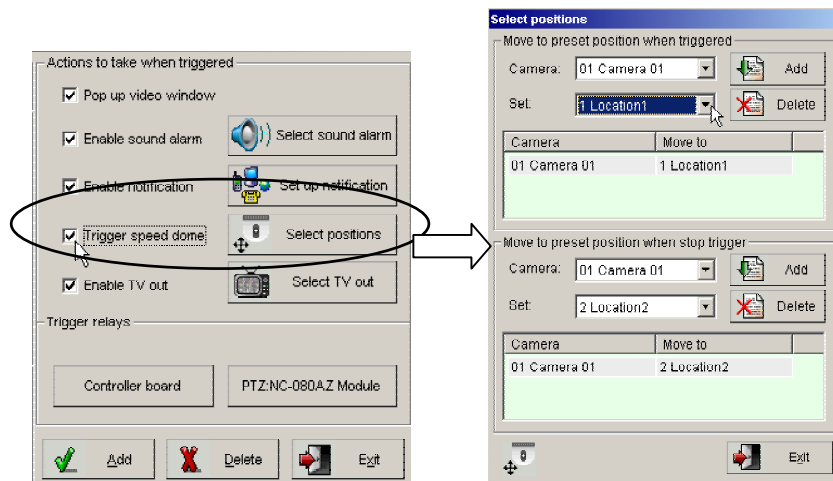 Actions to take when triggered
Pop up video window
Enable sound alarm
Select sound alarm
Enable notification
Set up notification
Trigger speed dome
Select positions
Enable TV out
Select TV out
Trigger relays
Controller board
PTZ:NC-080AZ Module
Add
Delete
Exit
Select positions
Move to preset position when triggered
Camera: 01 Camera 01 Add
Set: 1 Location1 Delete
Camera Move to
01 Camera 01 1 Location1
Move to preset position when stop trigger
Camera: 01 Camera 01 Add
Set: 2 Location2 Delete
Camera Move to
01 Camera 01 2 Location2
Exit